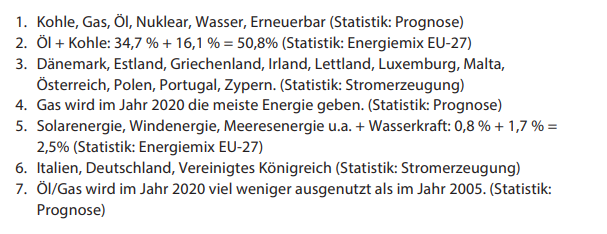 1. Kohle, Gas, Öl, Nuklear, Wasser, Erneuerbar (Statistik: Prognose)
2. Öl + Kohle: 34,7 % + 16,1 % = 50,8% (Statistik: Energiemix EU-27)
3. Dänemark, Estland, Griechenland, Irland, Lettland, Luxemburg, Malta,
Österreich, Polen, Portugal, Zypern. (Statistik: Stromerzeugung)
4. Gas wird im Jahr 2020 die meiste Energie geben. (Statistik: Prognose)
5. Solarenergie, Windenergie, Meeresenergie u.a. + Wasserkraft: 0,8 % + 1,7 % =
2,5% (Statistik: Energiemix EU-27)
6. Italien, Deutschland, Vereinigtes Königreich (Statistik: Stromerzeugung)
7. Öl/Gas wird im Jahr 2020 viel weniger ausgenutzt als im Jahr 2005. (Statistik:
Prognose)